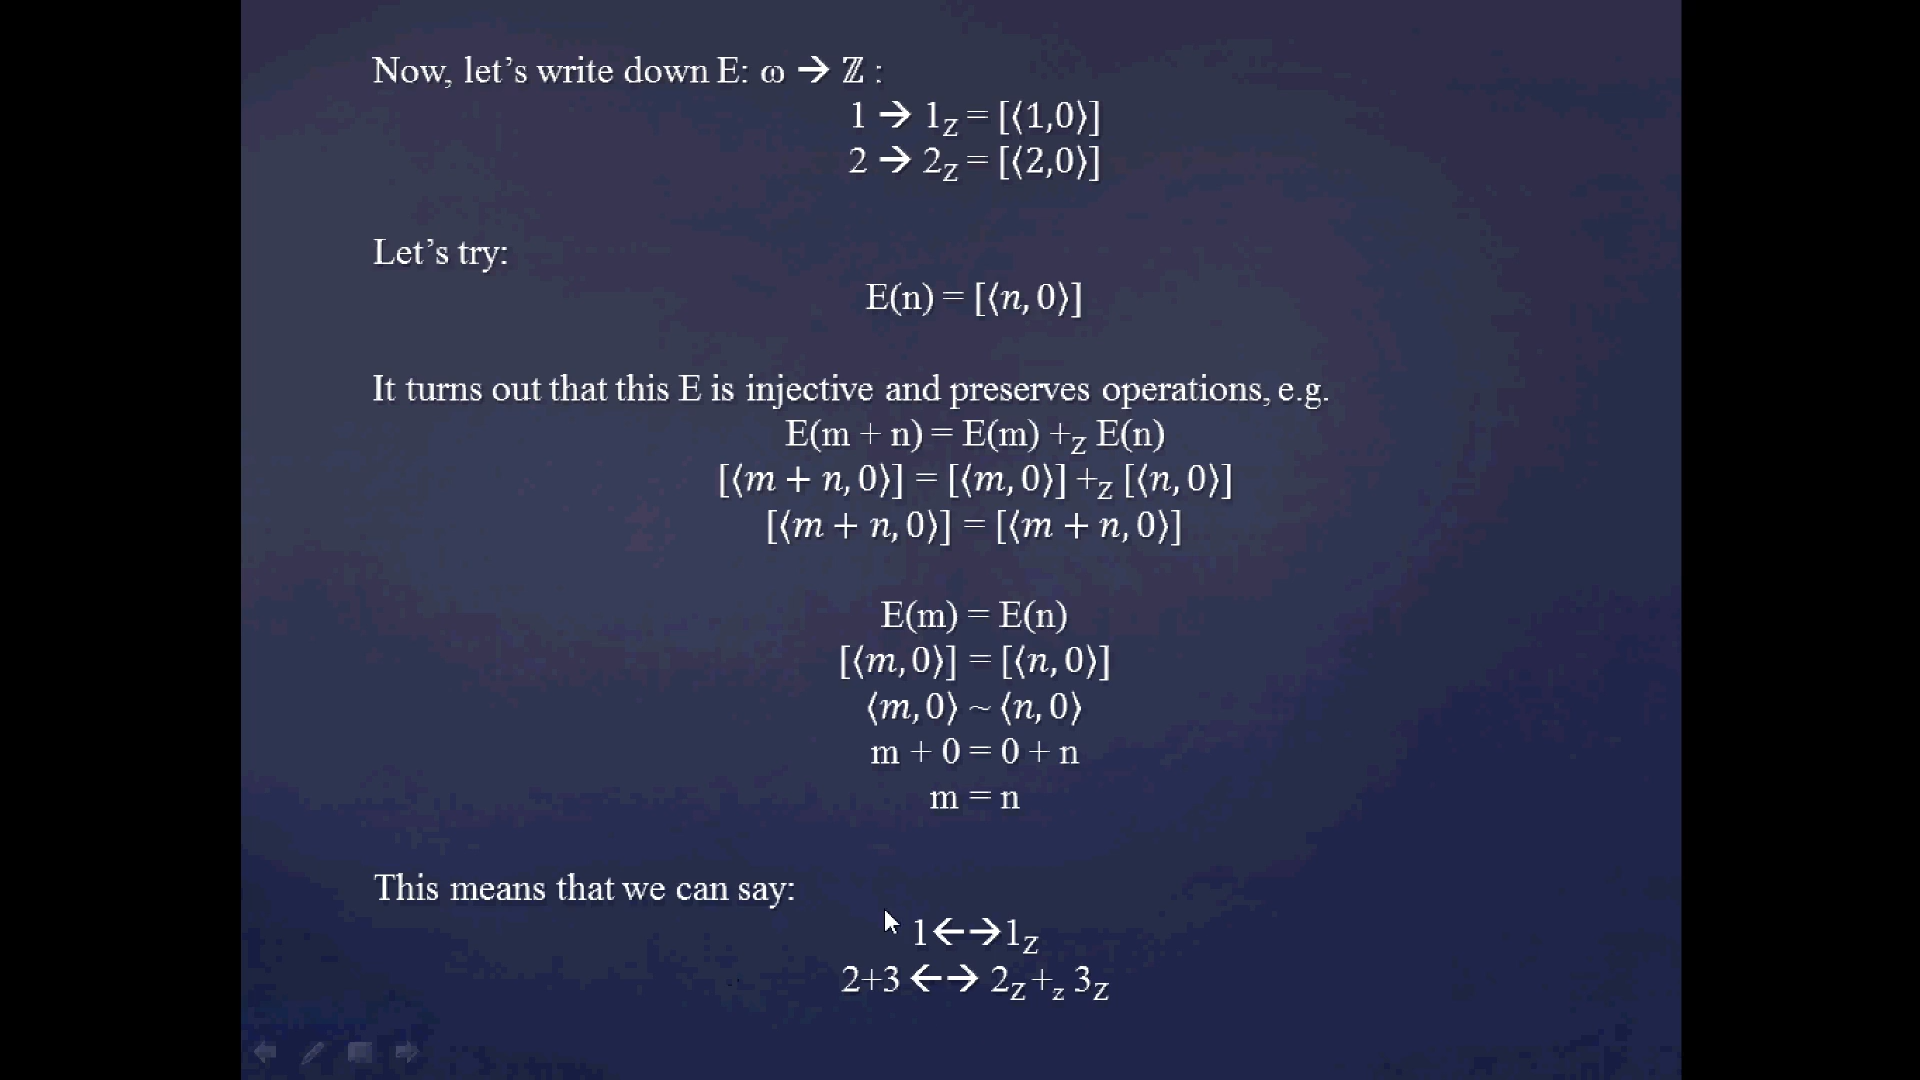 Now, let's write down E: ω → ℤ :
1 → 1_Z = [⟨1,0⟩]
2 → 2_Z = [⟨2,0⟩]
Let's try:
E(n) = [⟨n, 0⟩]
It turns out that this E is injective and preserves operations, e.g.
E(m + n) = E(m) +_Z E(n)
[⟨m + n, 0⟩] = [⟨m, 0⟩] +_Z [⟨n, 0⟩]
[⟨m + n, 0⟩] = [⟨m + n, 0⟩]
E(m) = E(n)
[⟨m, 0⟩] = [⟨n, 0⟩]
⟨m, 0⟩ ~ ⟨n, 0⟩
m + 0 = 0 + n
m = n
This means that we can say:
1←→1_Z
2+3 ←→ 2_Z +_z 3_Z